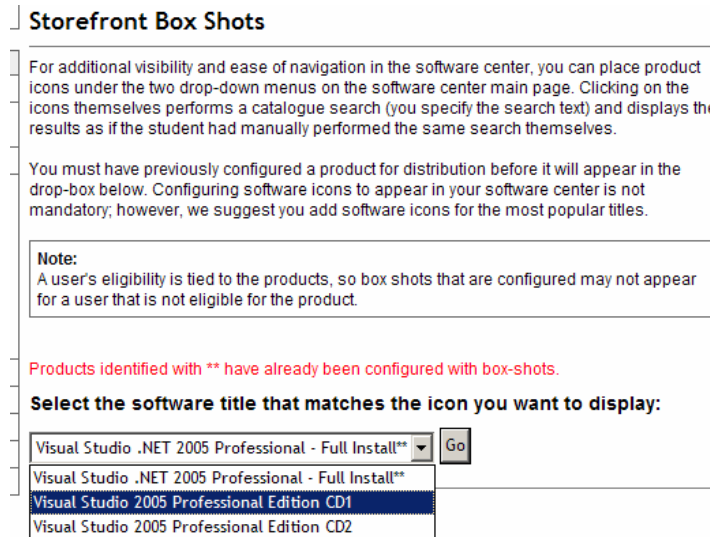 Storefront Box Shots
For additional visibility and ease of navigation in the software center, you can place product
icons under the two drop-down menus on the software center main page. Clicking on the
icons themselves performs a catalogue search (you specify the search text) and displays the
results as if the student had manually performed the same search themselves.
You must have previously configured a product for distribution before it will appear in the
drop-box below. Configuring software icons to appear in your software center is not
mandatory; however, we suggest you add software icons for the most popular titles.
Note:
A user's eligibility is tied to the products, so box shots that are configured may not appear
for a user that is not eligible for the product.
Products identified with ** have already been configured with box-shots.
Select the software title that matches the icon you want to display:
Visual Studio .NET 2005 Professional - Full Install** Go
Visual Studio .NET 2005 Professional - Full Install**
Visual Studio 2005 Professional Edition CD1
Visual Studio 2005 Professional Edition CD2